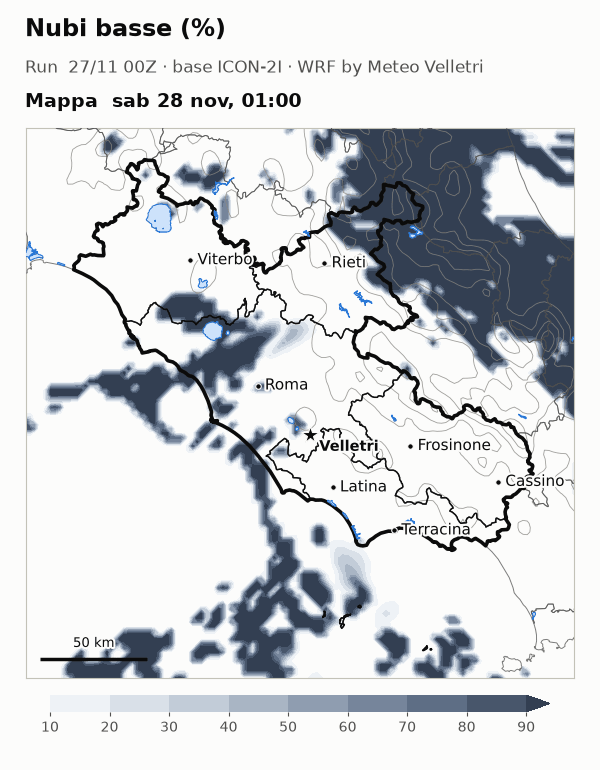 Nubi basse (%)
Run  27/11 00Z · base ICON-2I · WRF by Meteo Velletri
Mappa  sab 28 nov, 01:00
Viterbo
Rieti
Roma
Velletri
Frosinone
Cassino
Latina
Terracina
50 km
10 20 30 40 50 60 70 80 90